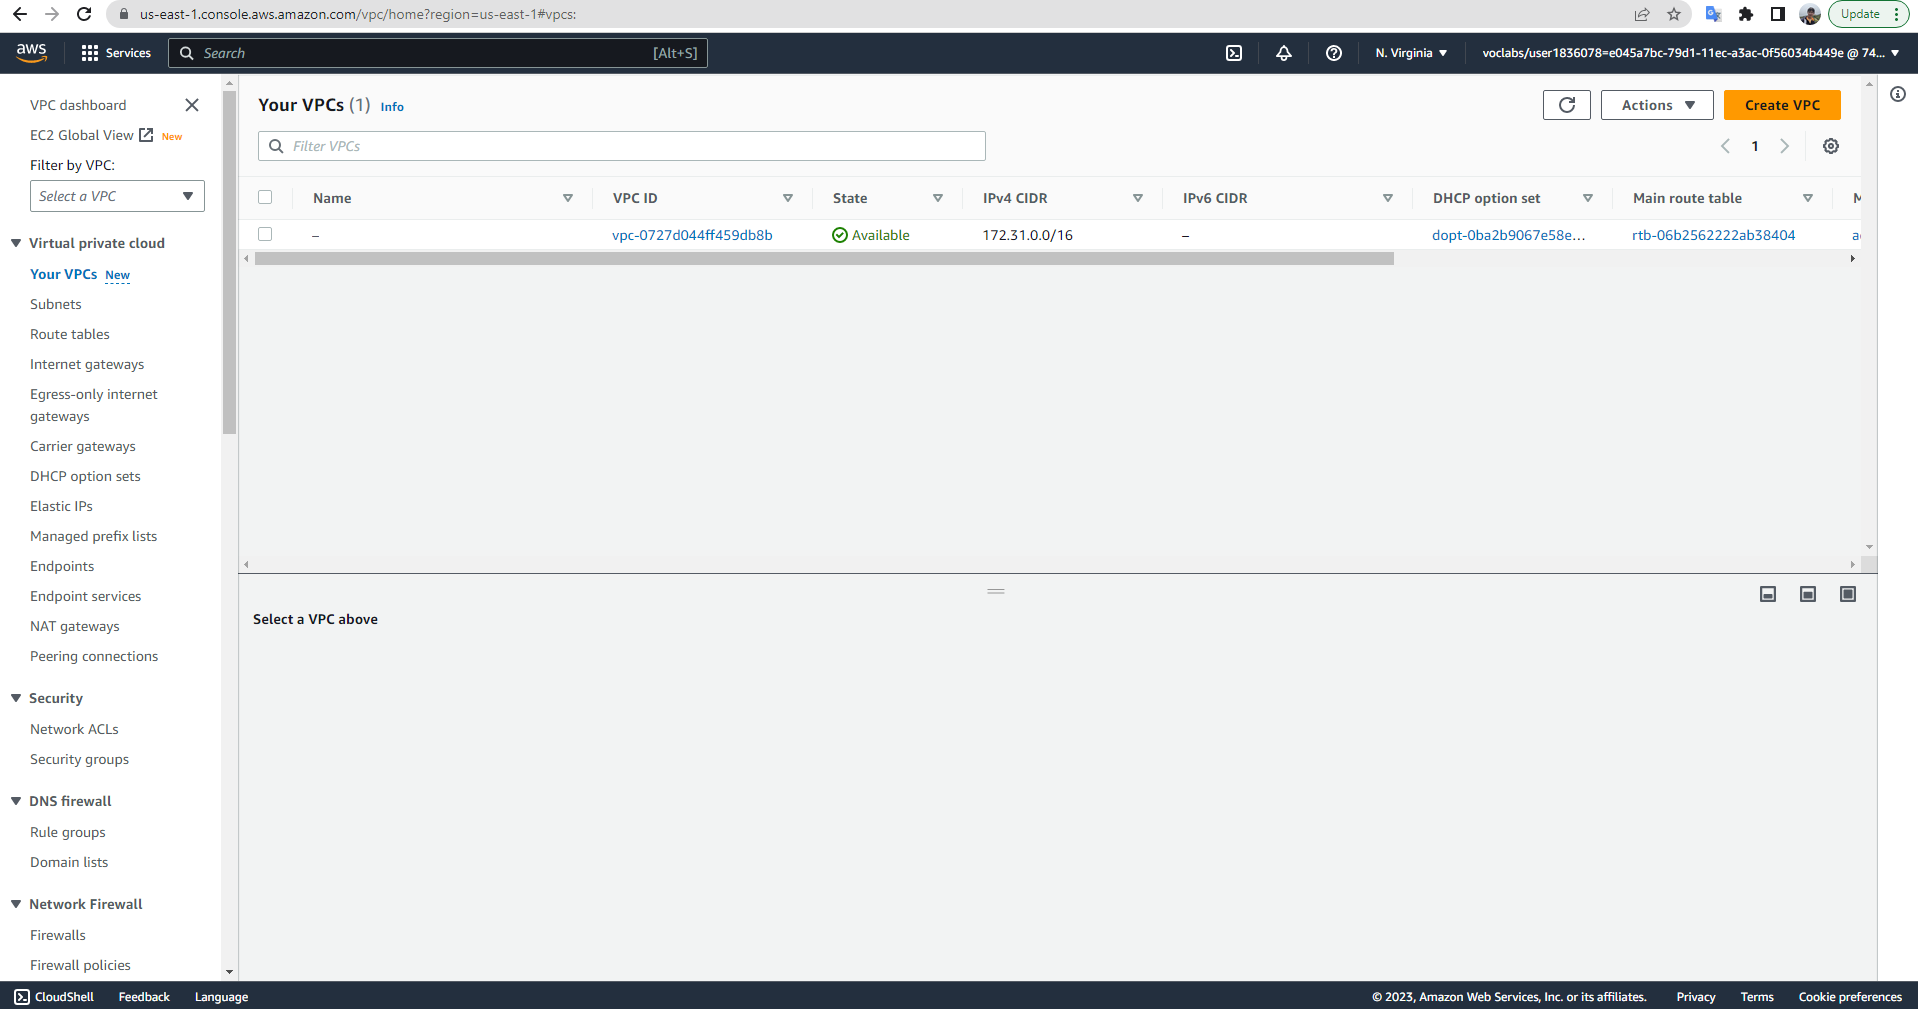 us-east-1.console.aws.amazon.com/vpc/home?region=us-east-1#vpcs:
Update
aws
Services
Search
[Alt+S]
N. Virginia
voclabs/user1836078=e045a7bc-79d1-11ec-a3ac-0f56034b449e @ 74...
VPC dashboard
EC2 Global View New
Filter by VPC:
Select a VPC
Virtual private cloud
Your VPCs New
Subnets
Route tables
Internet gateways
Egress-only internet
gateways
Carrier gateways
DHCP option sets
Elastic IPs
Managed prefix lists
Endpoints
Endpoint services
NAT gateways
Peering connections
Security
Network ACLs
Security groups
DNS firewall
Rule groups
Domain lists
Network Firewall
Firewalls
Firewall policies
Your VPCs (1) Info
Actions
Create VPC
Filter VPCs
1
Name VPC ID State IPv4 CIDR IPv6 CIDR DHCP option set Main route table
– vpc-0727d044ff459db8b Available 172.31.0.0/16 – dopt-0ba2b9067e58e... rtb-06b2562222ab38404
Select a VPC above
CloudShell Feedback Language
© 2023, Amazon Web Services, Inc. or its affiliates. Privacy Terms Cookie preferences